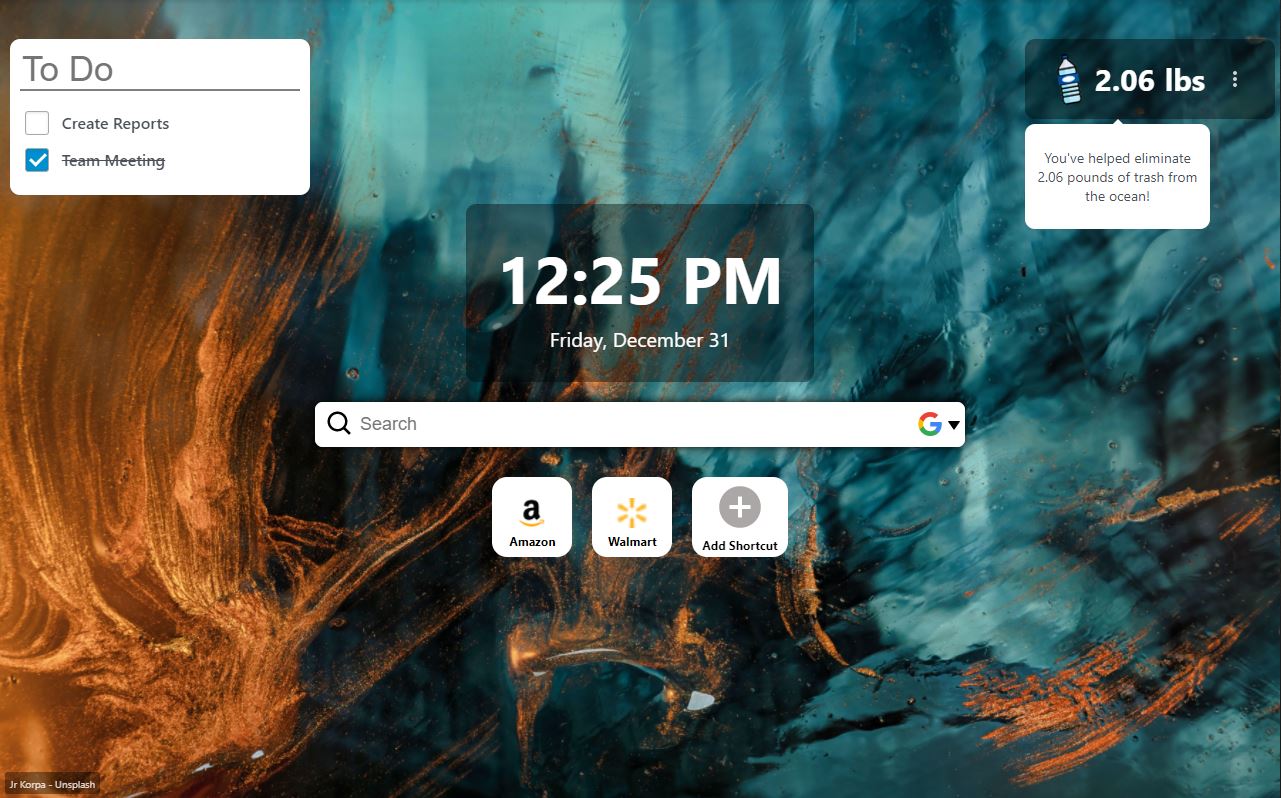 To Do
Create Reports
Team Meeting
2.06 lbs
You've helped eliminate
2.06 pounds of trash from
the ocean!
12:25 PM
Friday, December 31
Search
Amazon
Walmart
Add Shortcut
Jr Korpa - Unsplash